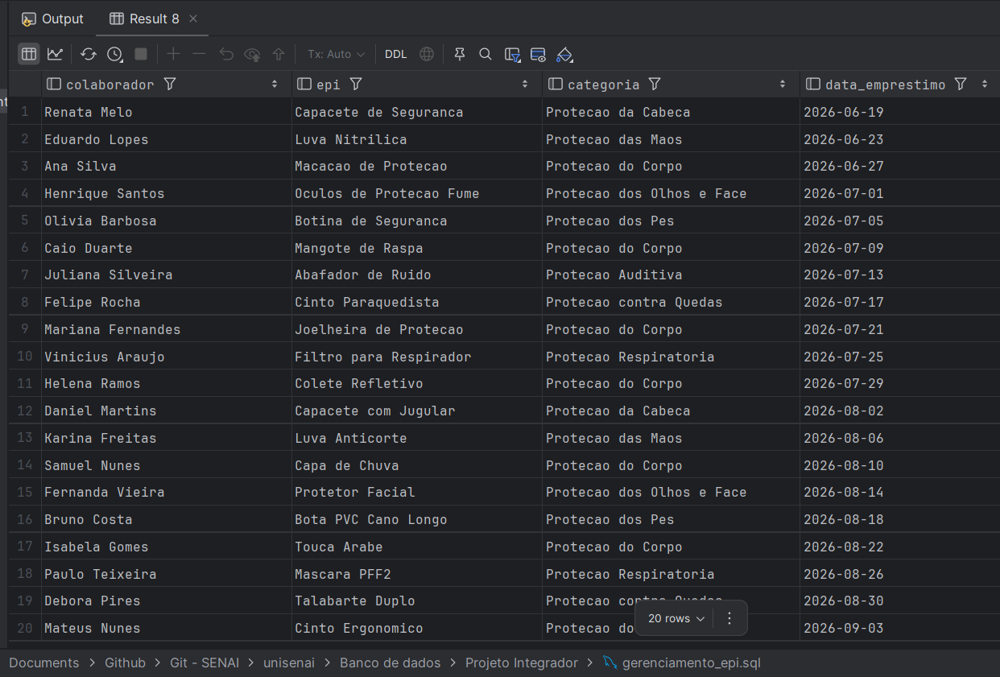 Output Result 8
Tx: Auto DDL
colaborador epi categoria data_emprestimo
1 Renata Melo Capacete de Seguranca Protecao da Cabeca 2026-06-19
2 Eduardo Lopes Luva Nitrilica Protecao das Maos 2026-06-23
3 Ana Silva Macacao de Protecao Protecao do Corpo 2026-06-27
4 Henrique Santos Oculos de Protecao Fume Protecao dos Olhos e Face 2026-07-01
5 Olivia Barbosa Botina de Seguranca Protecao dos Pes 2026-07-05
6 Caio Duarte Mangote de Raspa Protecao do Corpo 2026-07-09
7 Juliana Silveira Abafador de Ruido Protecao Auditiva 2026-07-13
8 Felipe Rocha Cinto Paraquedista Protecao contra Quedas 2026-07-17
9 Mariana Fernandes Joelheira de Protecao Protecao do Corpo 2026-07-21
10 Vinicius Araujo Filtro para Respirador Protecao Respiratoria 2026-07-25
11 Helena Ramos Colete Refletivo Protecao do Corpo 2026-07-29
12 Daniel Martins Capacete com Jugular Protecao da Cabeca 2026-08-02
13 Karina Freitas Luva Anticorte Protecao das Maos 2026-08-06
14 Samuel Nunes Capa de Chuva Protecao do Corpo 2026-08-10
15 Fernanda Vieira Protetor Facial Protecao dos Olhos e Face 2026-08-14
16 Bruno Costa Bota PVC Cano Longo Protecao dos Pes 2026-08-18
17 Isabela Gomes Touca Arabe Protecao do Corpo 2026-08-22
18 Paulo Teixeira Mascara PFF2 Protecao Respiratoria 2026-08-26
19 Debora Pires Talabarte Duplo Protecao contra Quedas 2026-08-30
20 Mateus Nunes Cinto Ergonomico Protecao do 2026-09-03
20 rows
Documents > Github > Git - SENAI > unisenai > Banco de dados > Projeto Integrador > gerenciamento_epi.sql